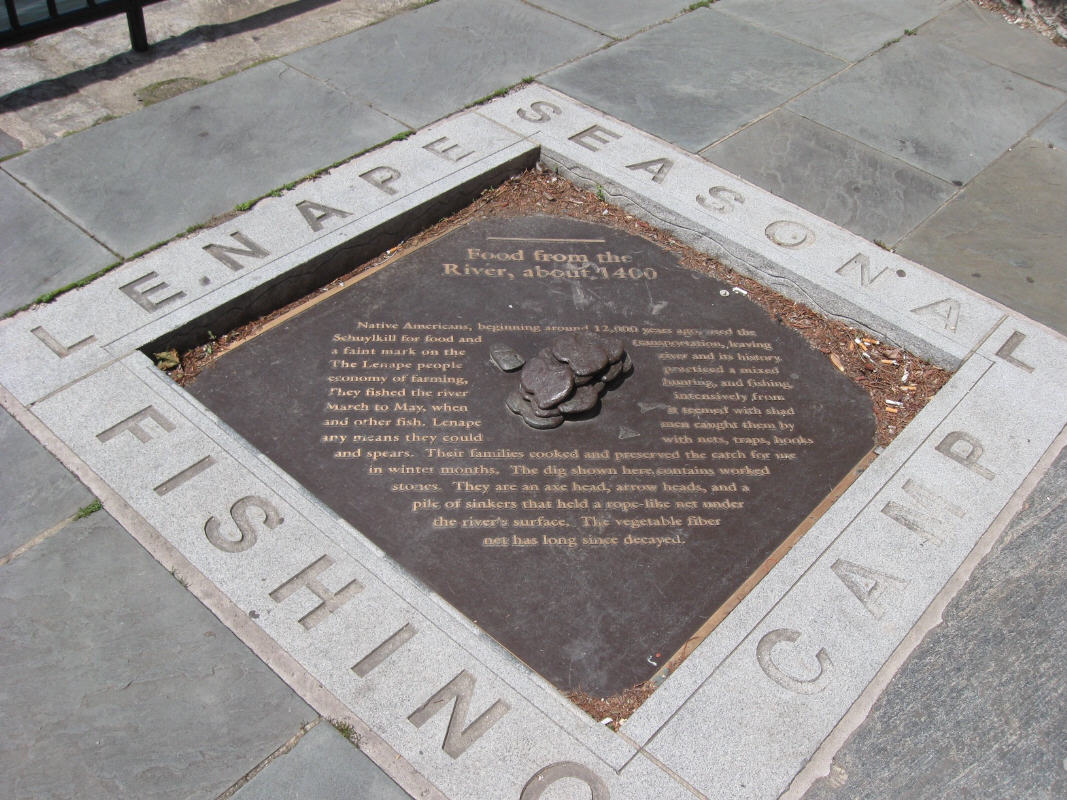 LENAPE
SEASONAL
FISHING
CAMP
Food from the
River, about 1400
Native Americans, beginning around 12,000 years ago, used the
Schuylkill for food and transportation, leaving
a faint mark on the river and its history.
The Lenape people practiced a mixed
economy of farming, hunting, and fishing.
They fished the river intensively from
March to May, when it teemed with shad
and other fish. Lenape men caught them by
any means they could with nets, traps, hooks
and spears. Their families cooked and preserved the catch for use
in winter months. The dig shown here contains worked
stones. They are an axe head, arrow heads, and a
pile of sinkers that held a rope-like net under
the river's surface. The vegetable fiber
net has long since decayed.